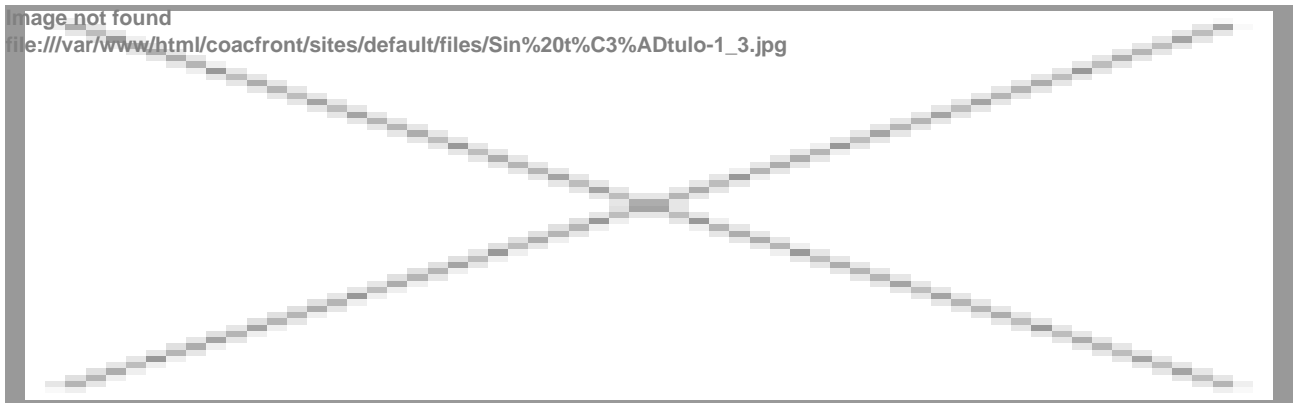 Image not found
file:///var/www/html/coacfront/sites/default/files/Sin%20t%C3%ADtulo-1_3.jpg